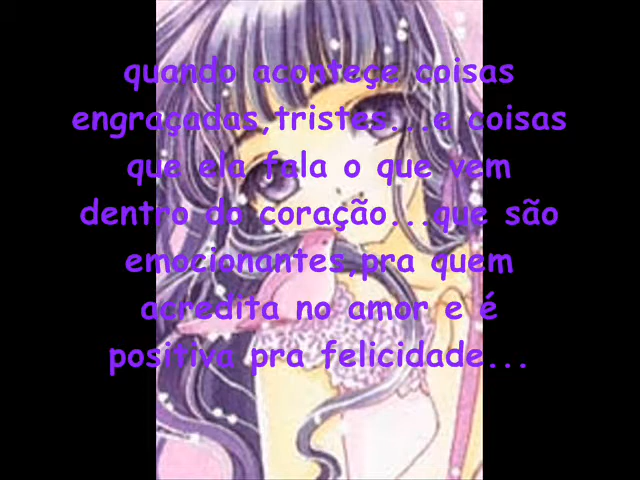 quando acontece coisas
engraçadas,tristes...e coisas
que ela fala o que vem
dentro do coração...que são
emocionantes,pra quem
acredita no amor e é
positiva pra felicidade...